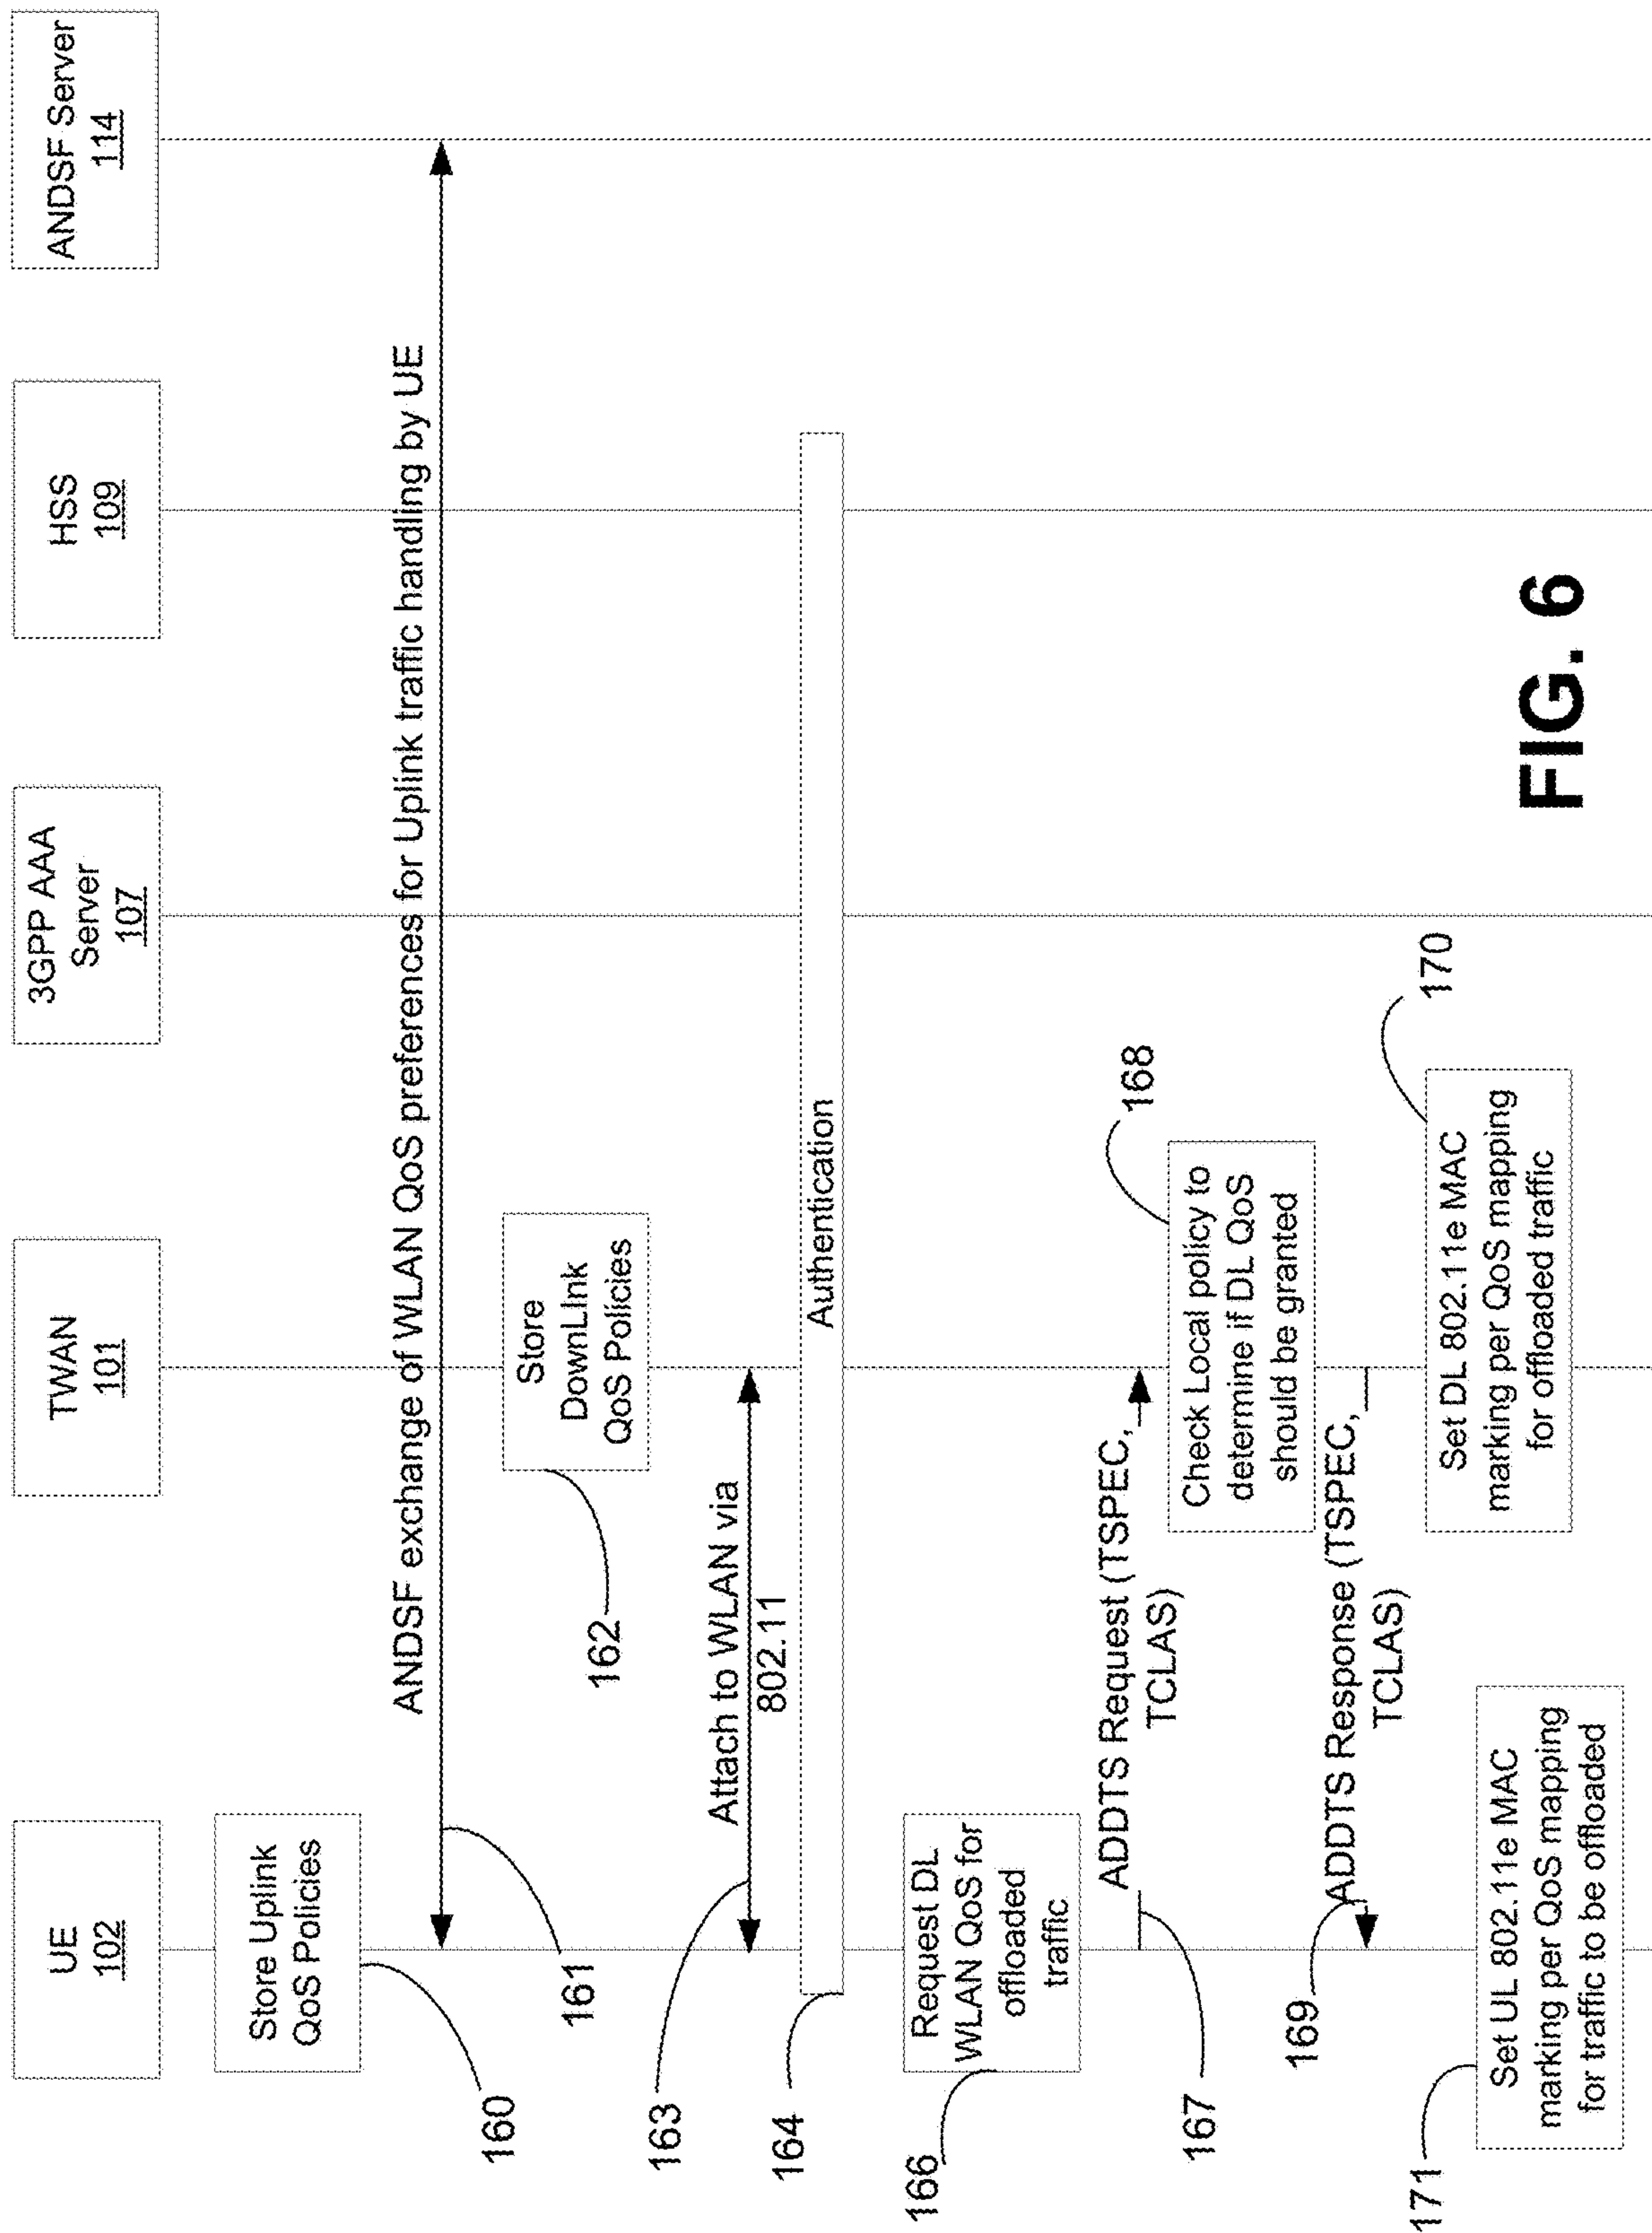 UE
102
TWAN
101
3GPP AAA
Server
107
HSS
109
ANDSF Server
114
Store Uplink
QoS Policies
160
ANDSF exchange of WLAN QoS preferences for Uplink traffic handling by UE
161
Store
DownLInk
QoS Policies
162
Attach to WLAN via
802.11
163
Authentication
164
Request DL
WLAN QoS for
offloaded
traffic
166
ADDTS Request (TSPEC,
TCLAS)
167
168
Check Local policy to
determine if DL QoS
should be granted
ADDTS Response (TSPEC,
TCLAS)
169
170
Set DL 802.11e MAC
marking per QoS mapping
for offloaded traffic
171
Set UL 802.11e MAC
marking per QoS mapping
for traffic to be offloaded
FIG. 6